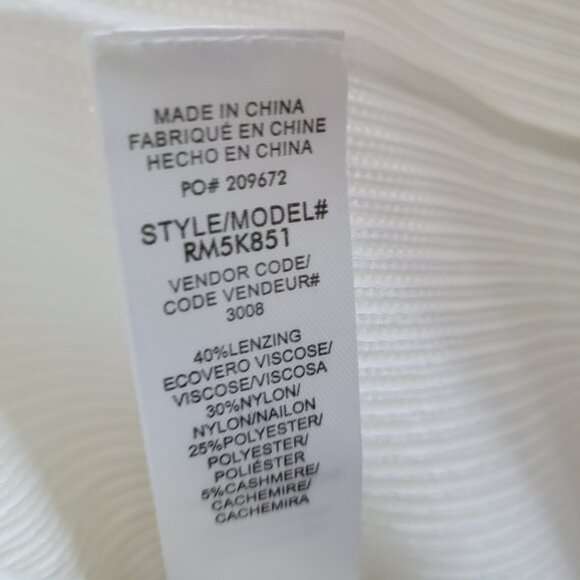 MADE IN CHINA
FABRIQUÉ EN CHINE
HECHO EN CHINA
PO# 209672
STYLE/MODEL#
RM5K851
VENDOR CODE/
CODE VENDEUR#
3008
40%LENZING
ECOVERO VISCOSE/
VISCOSE/VISCOSA
30%NYLON/
NYLON/NAILON
25%POLYESTER/
POLYESTER/
POLIÉSTER
5%CASHMERE/
CACHEMIRE/
CACHEMIRA